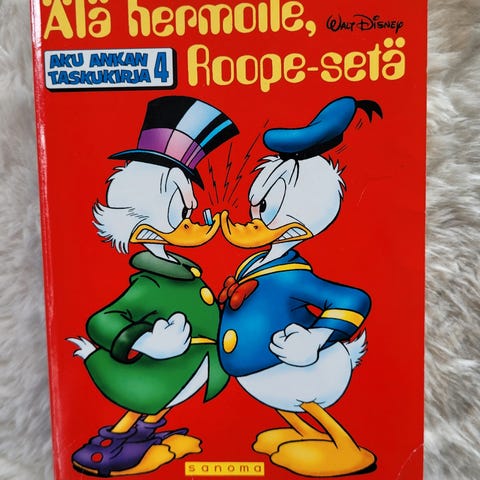 Älä hermoile,
Walt Disney
AKU ANKAN
TASKUKIRJA 4
Roope-setä
sanoma